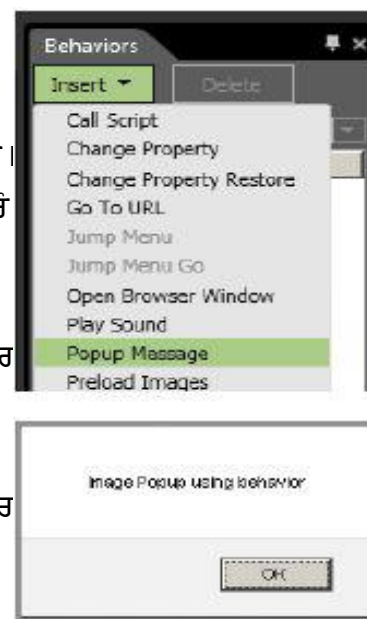 Behaviors
Insert Delete
Call Script
Change Property
Change Property Restore
Go To URL
Jump Menu
Jump Menu Go
Open Browser Window
Play Sound
Popup Message
Preload Images
Image Popup using behavior
OK